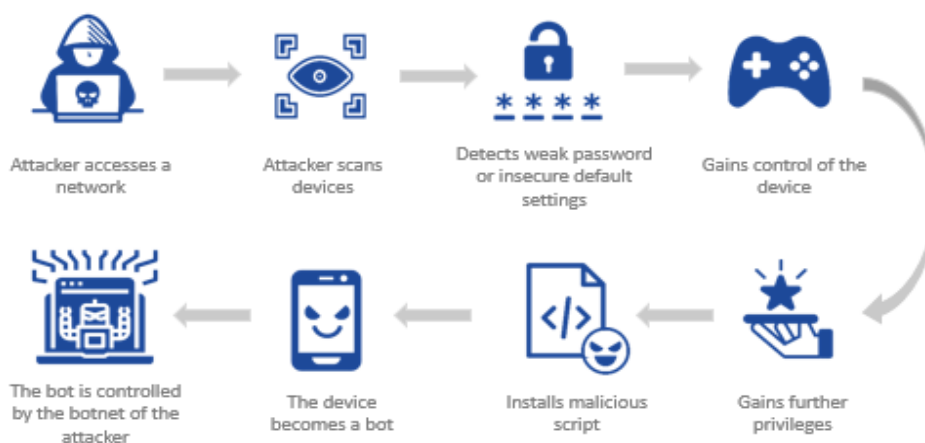 Attacker accesses a
network
Attacker scans
devices
Detects weak password
or insecure default
settings
Gains control of the
device
Gains further
privileges
Installs malicious
script
The device
becomes a bot
The bot is controlled
by the botnet of the
attacker